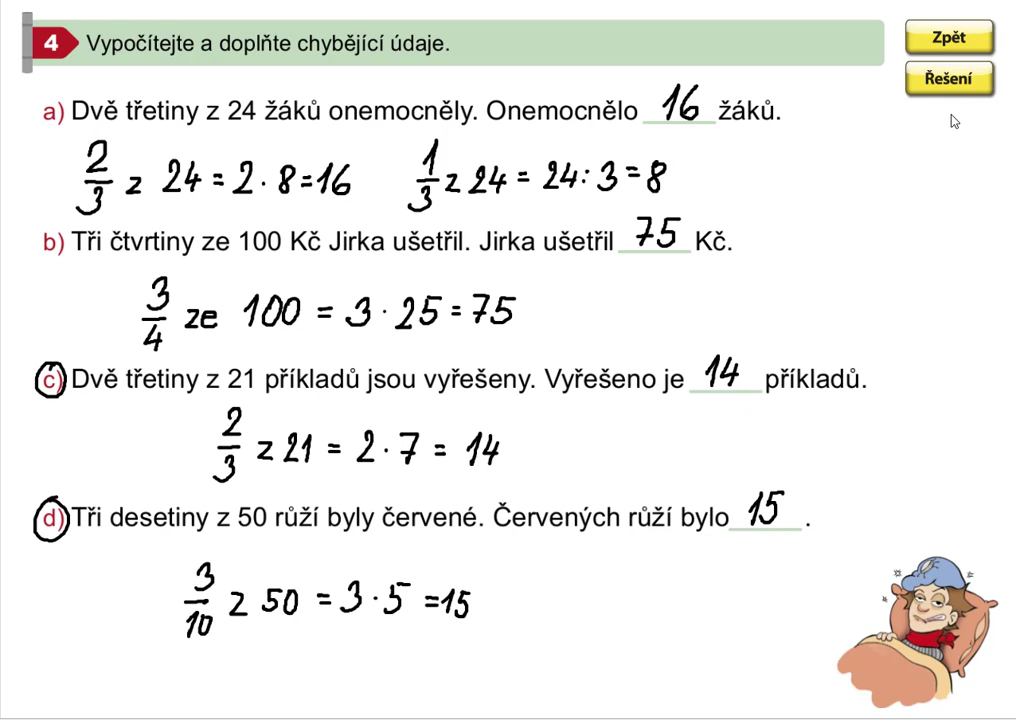 4 Vypočítejte a doplňte chybějící údaje.
Zpět
Řešení
a) Dvě třetiny z 24 žáků onemocněly. Onemocnělo 16 žáků.
2/3 z 24 = 2 · 8 = 16 1/3 z 24 = 24 : 3 = 8
b) Tři čtvrtiny ze 100 Kč Jirka ušetřil. Jirka ušetřil 75 Kč.
3/4 ze 100 = 3 · 25 = 75
c) Dvě třetiny z 21 příkladů jsou vyřešeny. Vyřešeno je 14 příkladů.
2/3 z 21 = 2 · 7 = 14
d) Tři desetiny z 50 růží byly červené. Červených růží bylo 15.
3/10 z 50 = 3 · 5 = 15